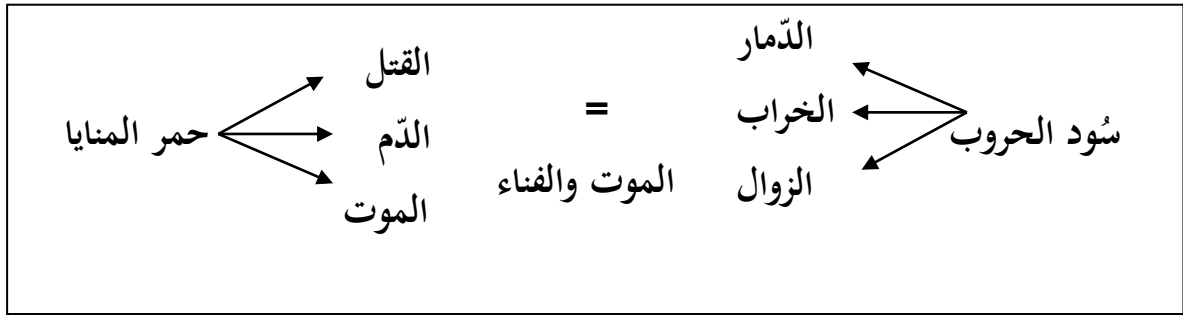 سُود الحروب
الدّمار
الخراب
الزوال
=
الموت والفناء
القتل
الدّم
الموت
حمر المنايا